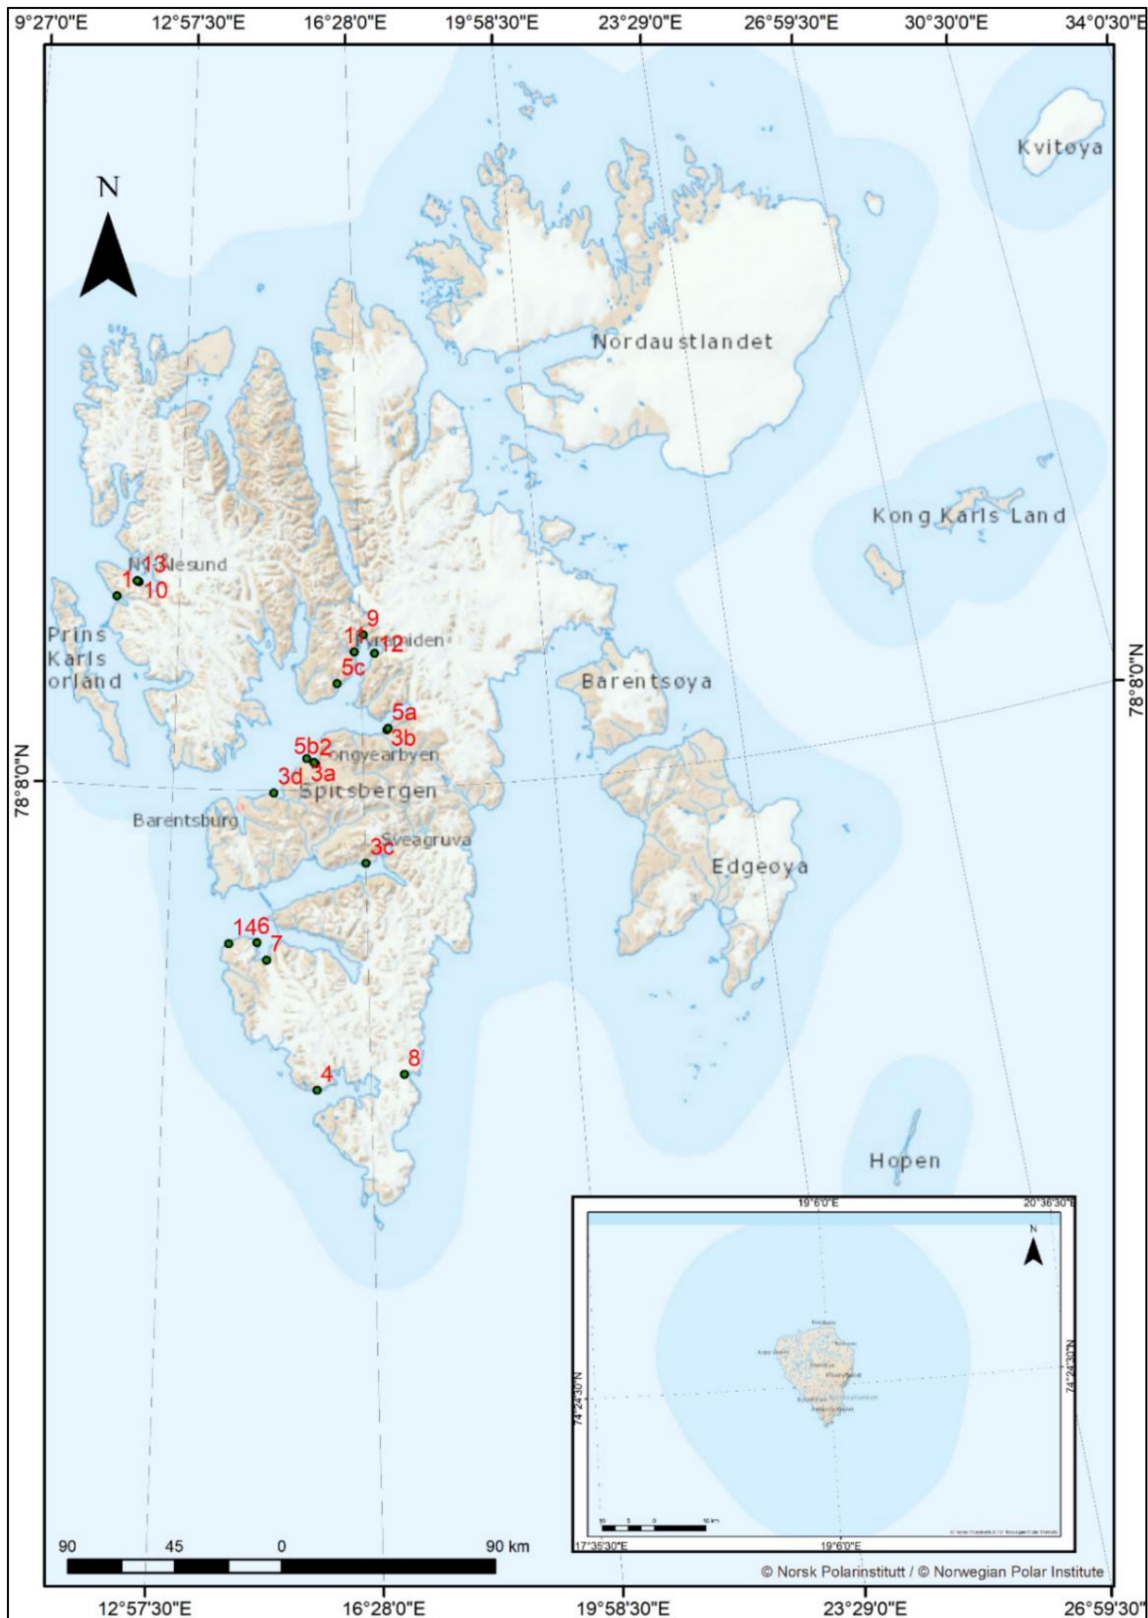 9°27'0"E 12°57'30"E 16°28'0"E 19°58'30"E 23°29'0"E 26°59'30"E 30°30'0"E 34°0'30"E
Kvitøya
N
Nordaustlandet
Kong Karls Land
13
1
10
Prins
Karls
orland
9
11
12
5c
Barentsøya
78°8'0"N
5a
3b
5b2
ongyearbyen
3a
3d
Spitsbergen
78°8'0"N
Barentsburg
Sveagruva
3c
Edgeøya
146
7
8
4
Hopen
19°6'0"E 20°36'30"E
N
74°24'30"N
74°24'30"N
17°35'30"E 19°6'0"E
90 45 0 90 km
© Norsk Polarinstitutt / © Norwegian Polar Institute
12°57'30"E 16°28'0"E 19°58'30"E 23°29'0"E 26°59'30"E